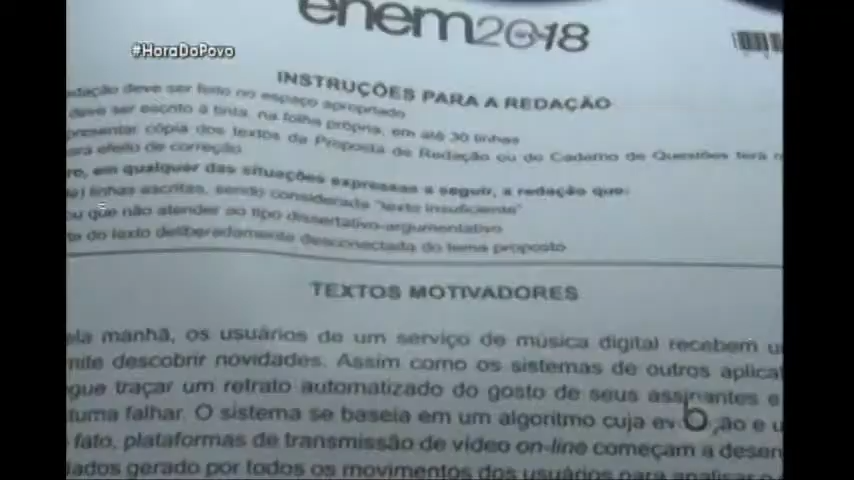 enem2018
#HoraDoPovo
INSTRUÇÕES PARA A REDAÇÃO
dação deve ser feito no espaço apropriado
deve ser escrito à tinta, na folha própria, em até 30 linhas
presentar cópia dos textos da Proposta de Redação ou do Caderno de Questões terá
ara efeito de correção
ro, em qualquer das situações expressas a seguir, a redação que:
te) linhas escritas, sendo considerada "texto insuficiente"
ou que não atender ao tipo dissertativo-argumentativo
te do texto deliberadamente desconectada do tema proposto
TEXTOS MOTIVADORES
ela manhã, os usuários de um serviço de música digital recebem u
mite descobrir novidades. Assim como os sistemas de outros aplica
gue traçar um retrato automatizado do gosto de seus assinantes e
tuma falhar. O sistema se baseia em um algoritmo cuja ev b ção e u
fato, plataformas de transmissão de vídeo on-line começam a desen
dados gerado por todos os movimentos dos usuários para analisar o